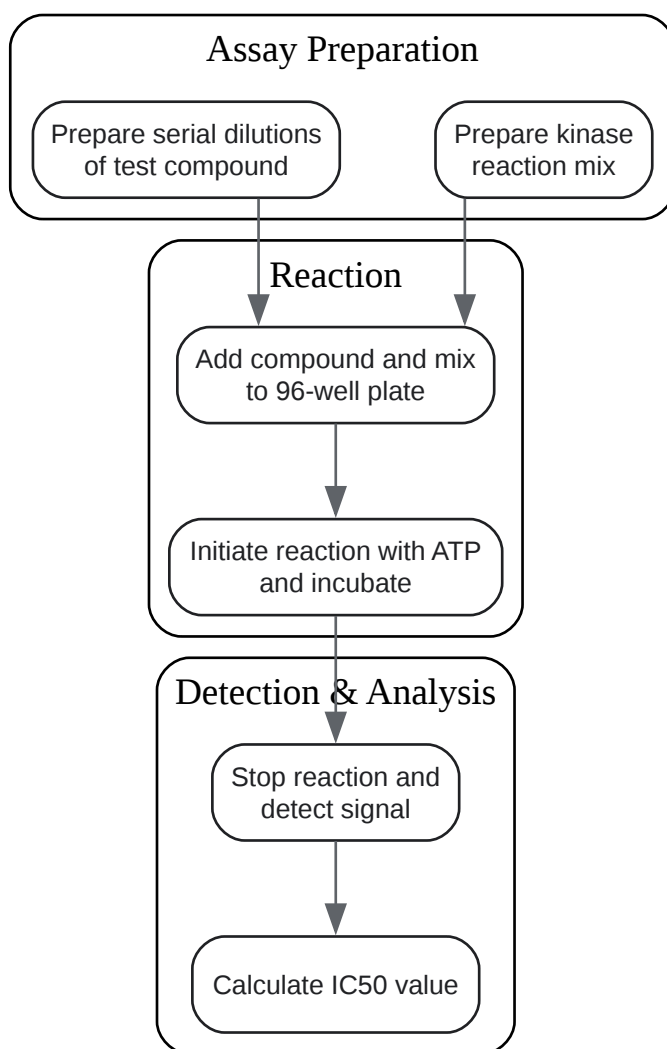 Assay Preparation
Prepare serial dilutions
of test compound
Prepare kinase
reaction mix
Reaction
Add compound and mix
to 96-well plate
Initiate reaction with ATP
and incubate
Detection & Analysis
Stop reaction and
detect signal
Calculate IC50 value